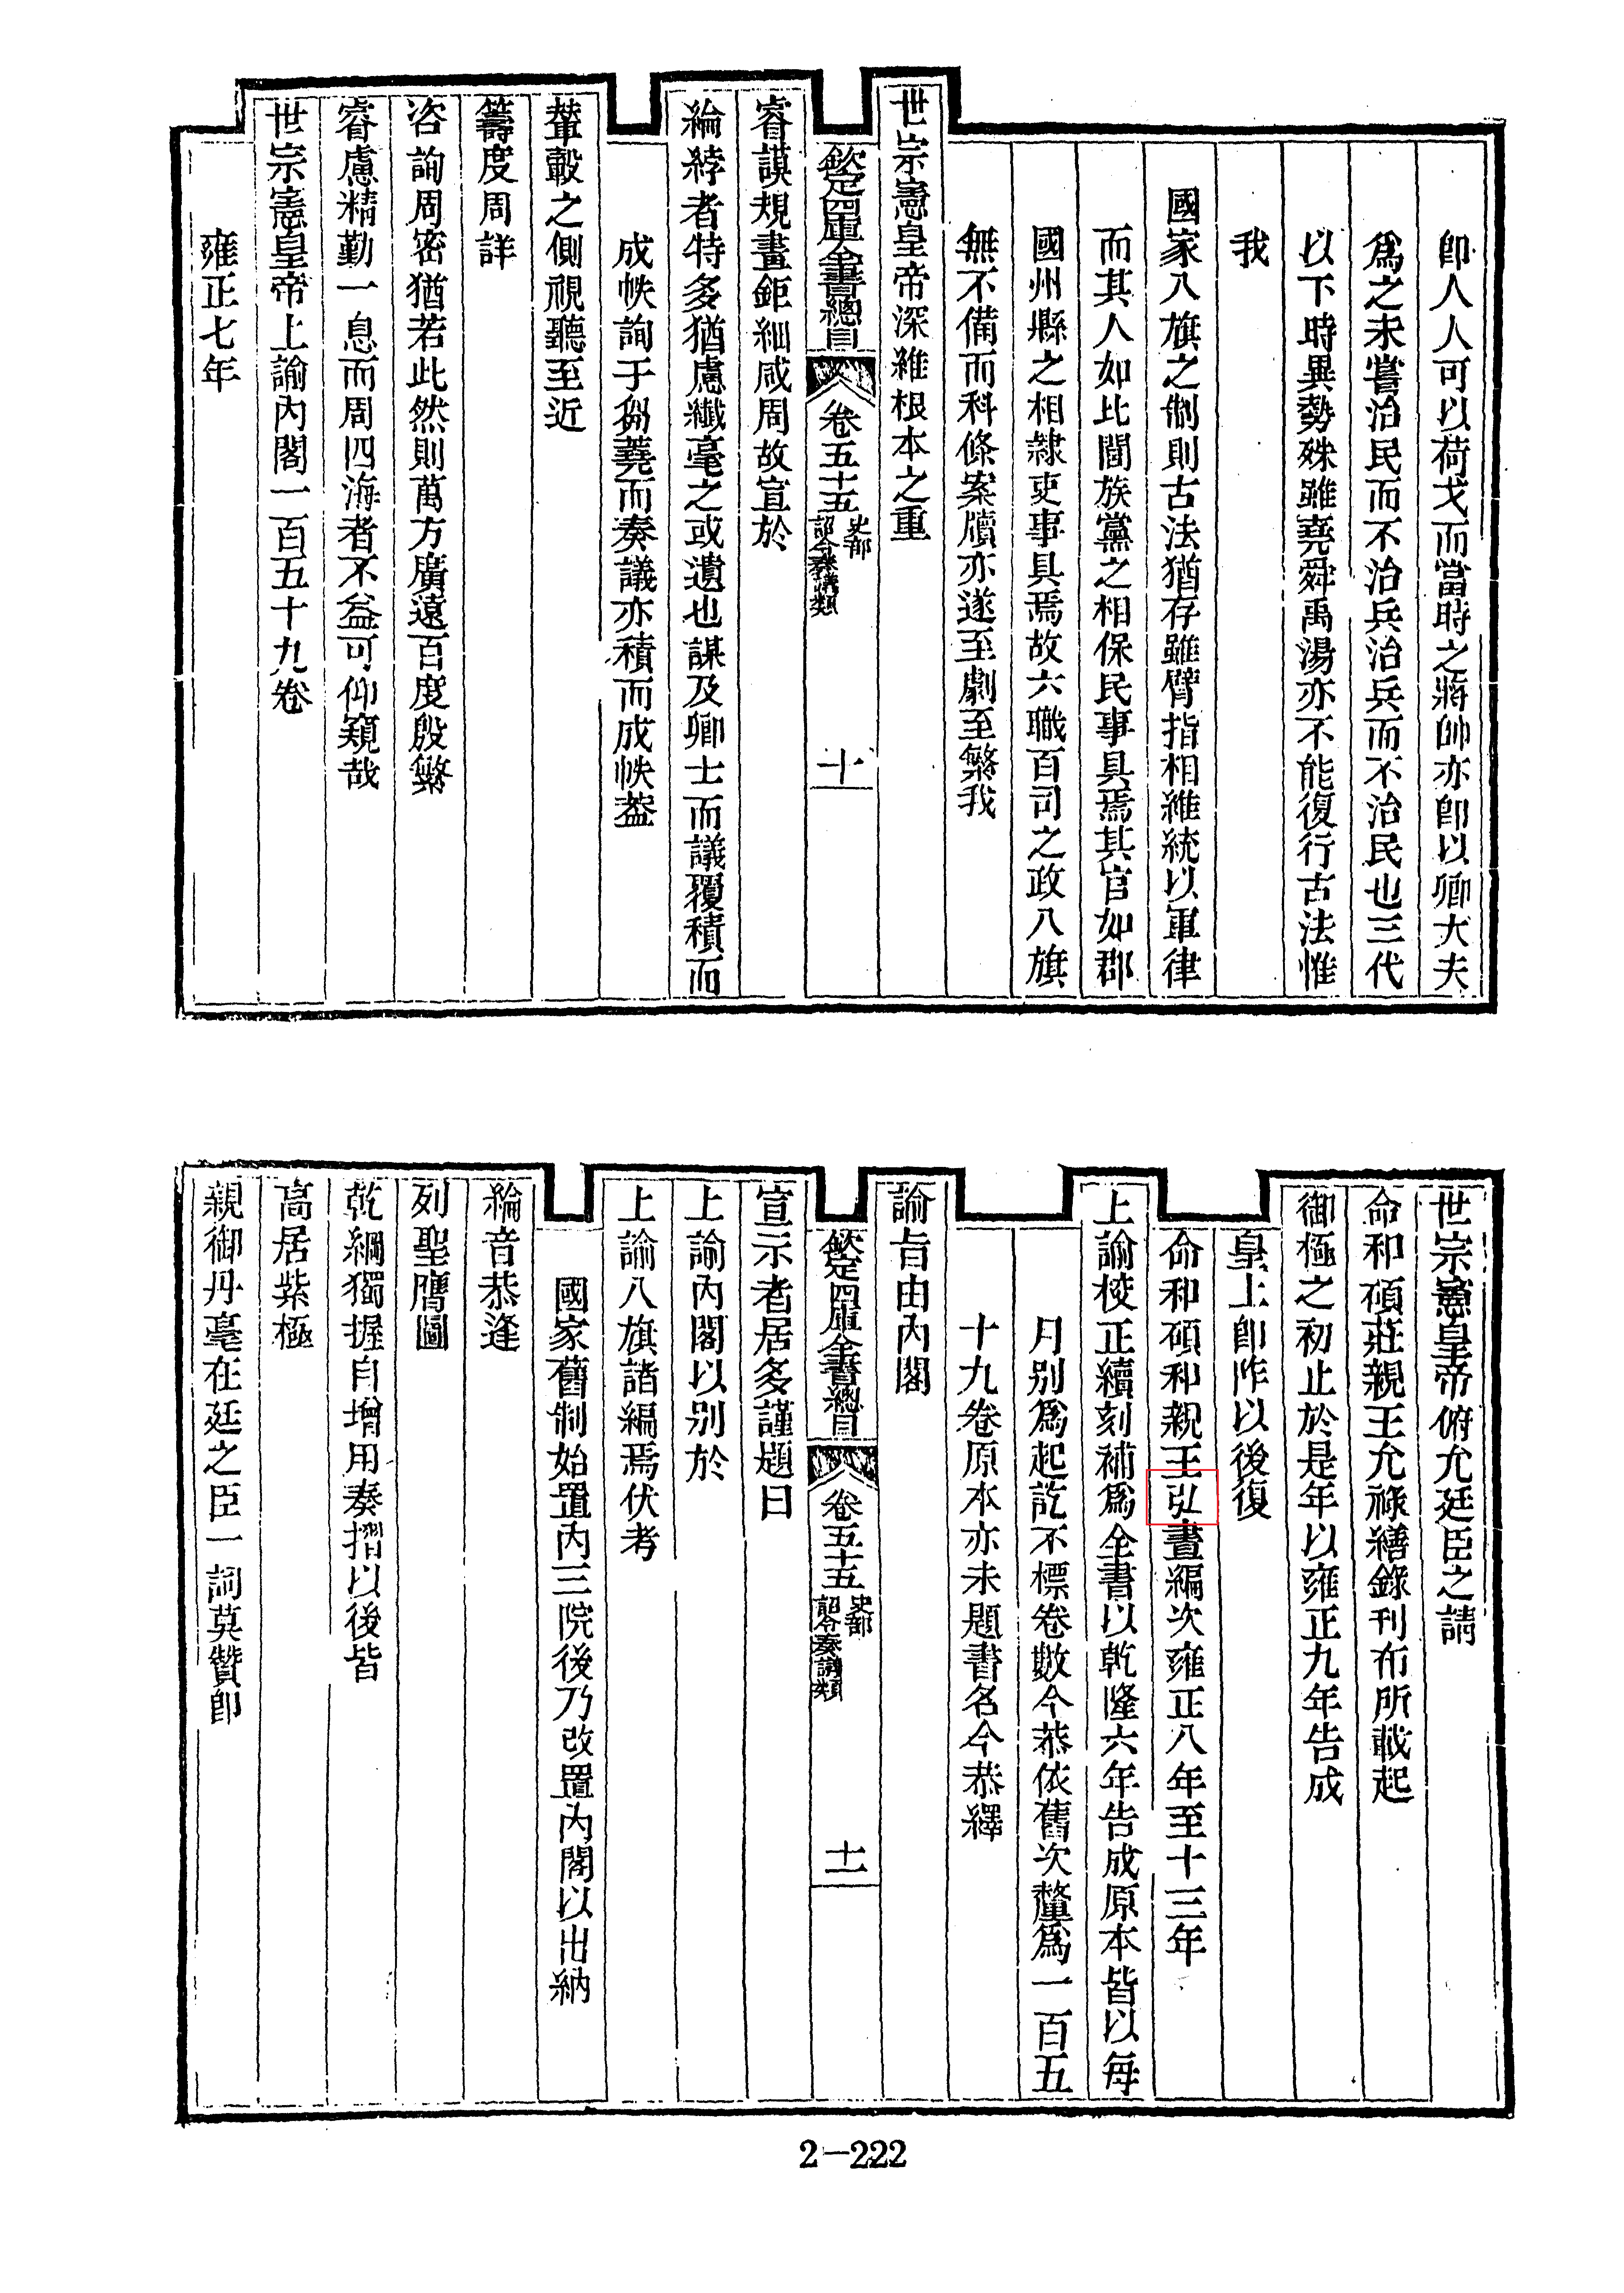 卽人人可以荷戈而當時之將帥亦卽以卿大夫
爲之未嘗治民而不治兵治兵而不治民也三代
以下時異勢殊雖堯舜禹湯亦不能復行古法惟
我
國家八旗之制則古法猶存雖臂指相維統以軍律
而其人如比閭族黨之相保民事具焉其官如郡
國州縣之相隷吏事具焉故六職百司之政八旗
無不備而科條案牘亦遂至劇至繁我
世宗憲皇帝深維根本之重
欽定四庫全書總目 卷五十五 史部 詔令奏議類 十
睿謨規畫鉅細咸周故宣於
綸綍者特多猶慮纖毫之或遺也謀及卿士而議覆積而
成帙詢于芻蕘而奏議亦積而成帙葢
輦轂之側視聽至近
籌度周詳
咨詢周密猶若此然則萬方廣遠百度殷繁
睿慮精勤一息而周四海者不益可仰窺哉
世宗憲皇帝上諭內閣一百五十九卷
雍正七年
世宗憲皇帝俯允廷臣之請
命和碩莊親王允祿繕錄刊布所載起
御極之初止於是年以雍正九年告成
皇上卽阼以後復
命和碩和親王弘晝編次雍正八年至十三年
上諭校正續刻補爲全書以乾隆六年告成原本皆以每
月别爲起訖不標卷數今恭依舊次釐爲一百五
十九卷原本亦未題書名今恭繹
諭旨由內閣
欽定四庫全書總目 卷五十五 史部 詔令奏議類 十一
宣示者居多謹題曰
上諭內閣以别於
上諭八旗諸編焉伏考
國家舊制始置內三院後乃改置內閣以出納
綸音恭逢
列聖膺圖
乾綱獨握自增用奏摺以後皆
高居紫極
親御丹毫在廷之臣一詞莫贊卽
2—222